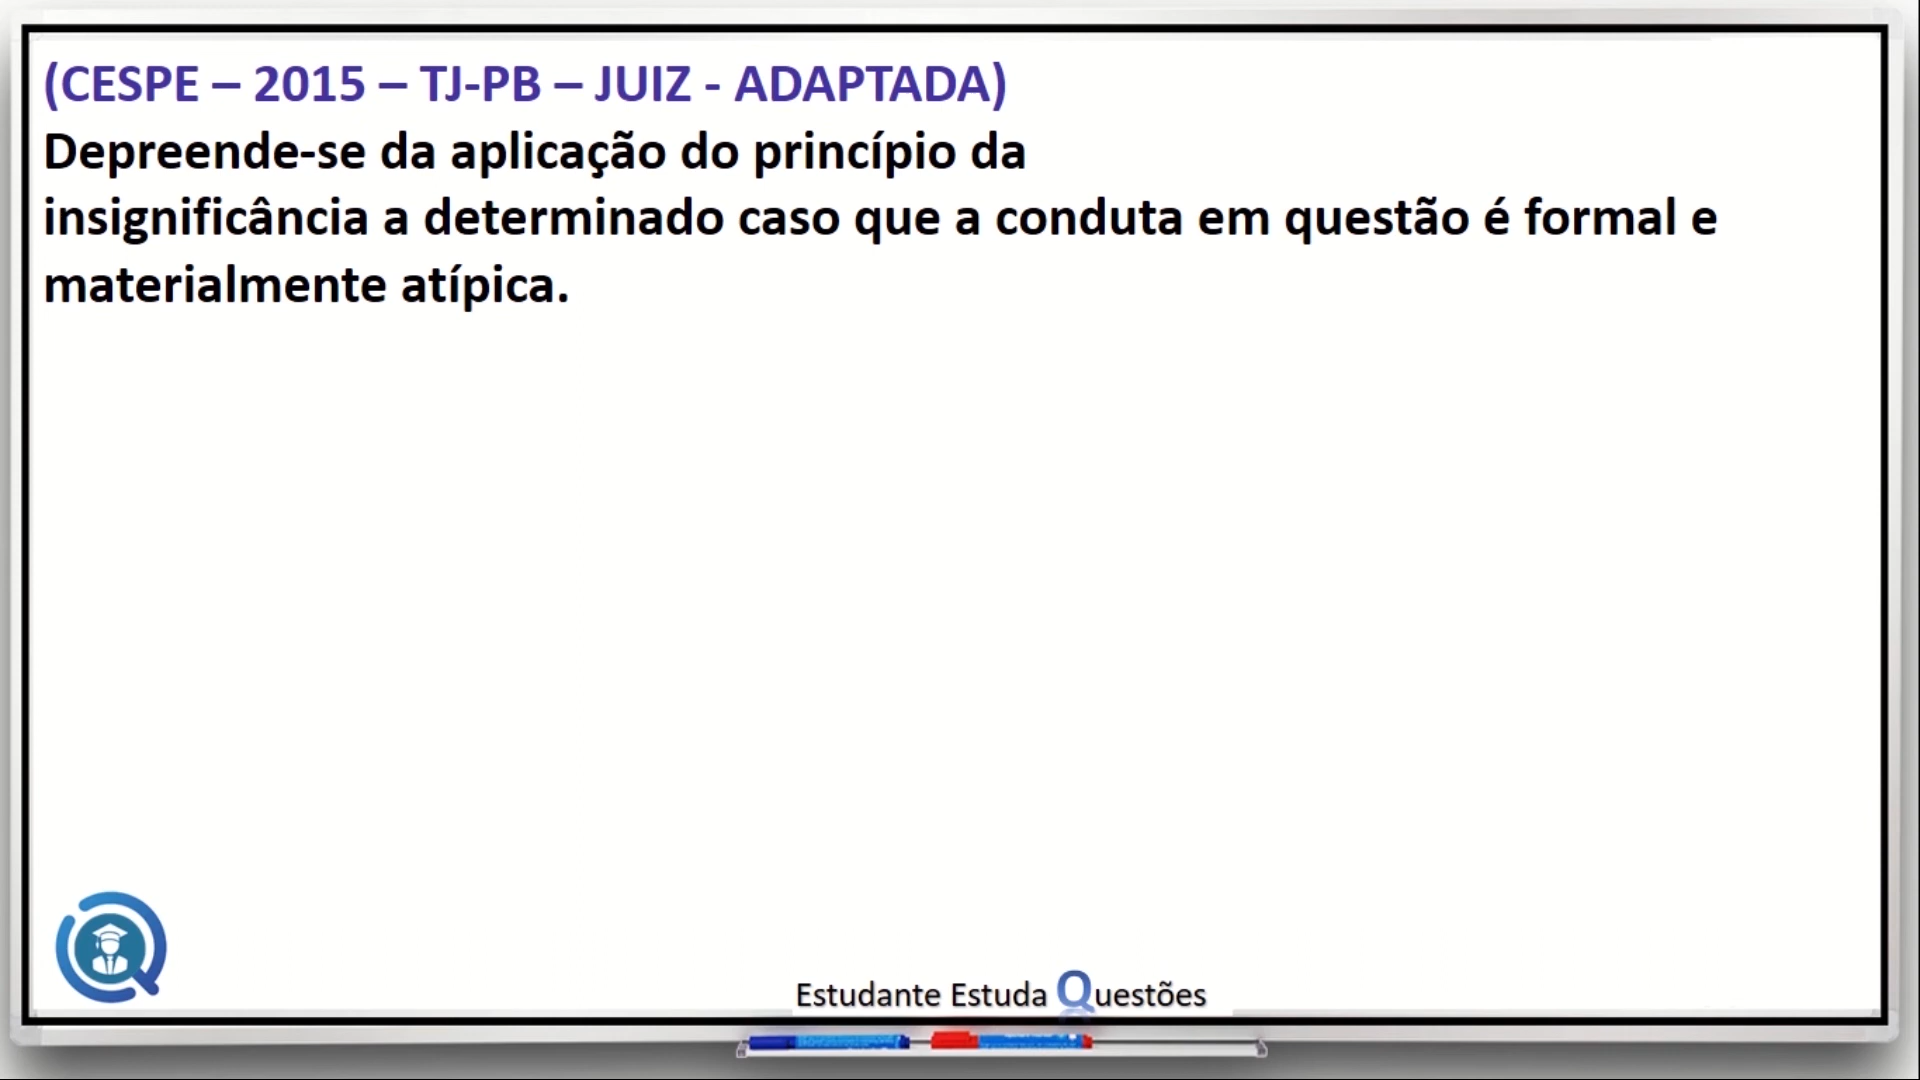 (CESPE – 2015 – TJ-PB – JUIZ - ADAPTADA)
Depreende-se da aplicação do princípio da
insignificância a determinado caso que a conduta em questão é formal e
materialmente atípica.
Estudante Estuda Questões